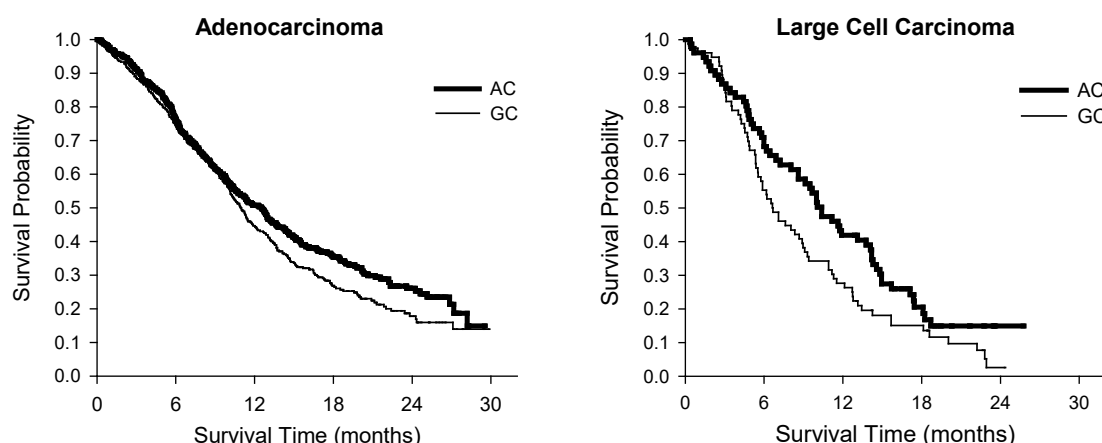 Adenocarcinoma
1.0
0.9
0.8
0.7
0.6
0.5
0.4
0.3
0.2
0.1
0.0
Survival Probability
AC
GC
0 6 12 18 24 30
Survival Time (months)
Large Cell Carcinoma
1.0
0.9
0.8
0.7
0.6
0.5
0.4
0.3
0.2
0.1
0.0
Survival Probability
AC
GC
0 6 12 18 24 30
Survival Time (months)